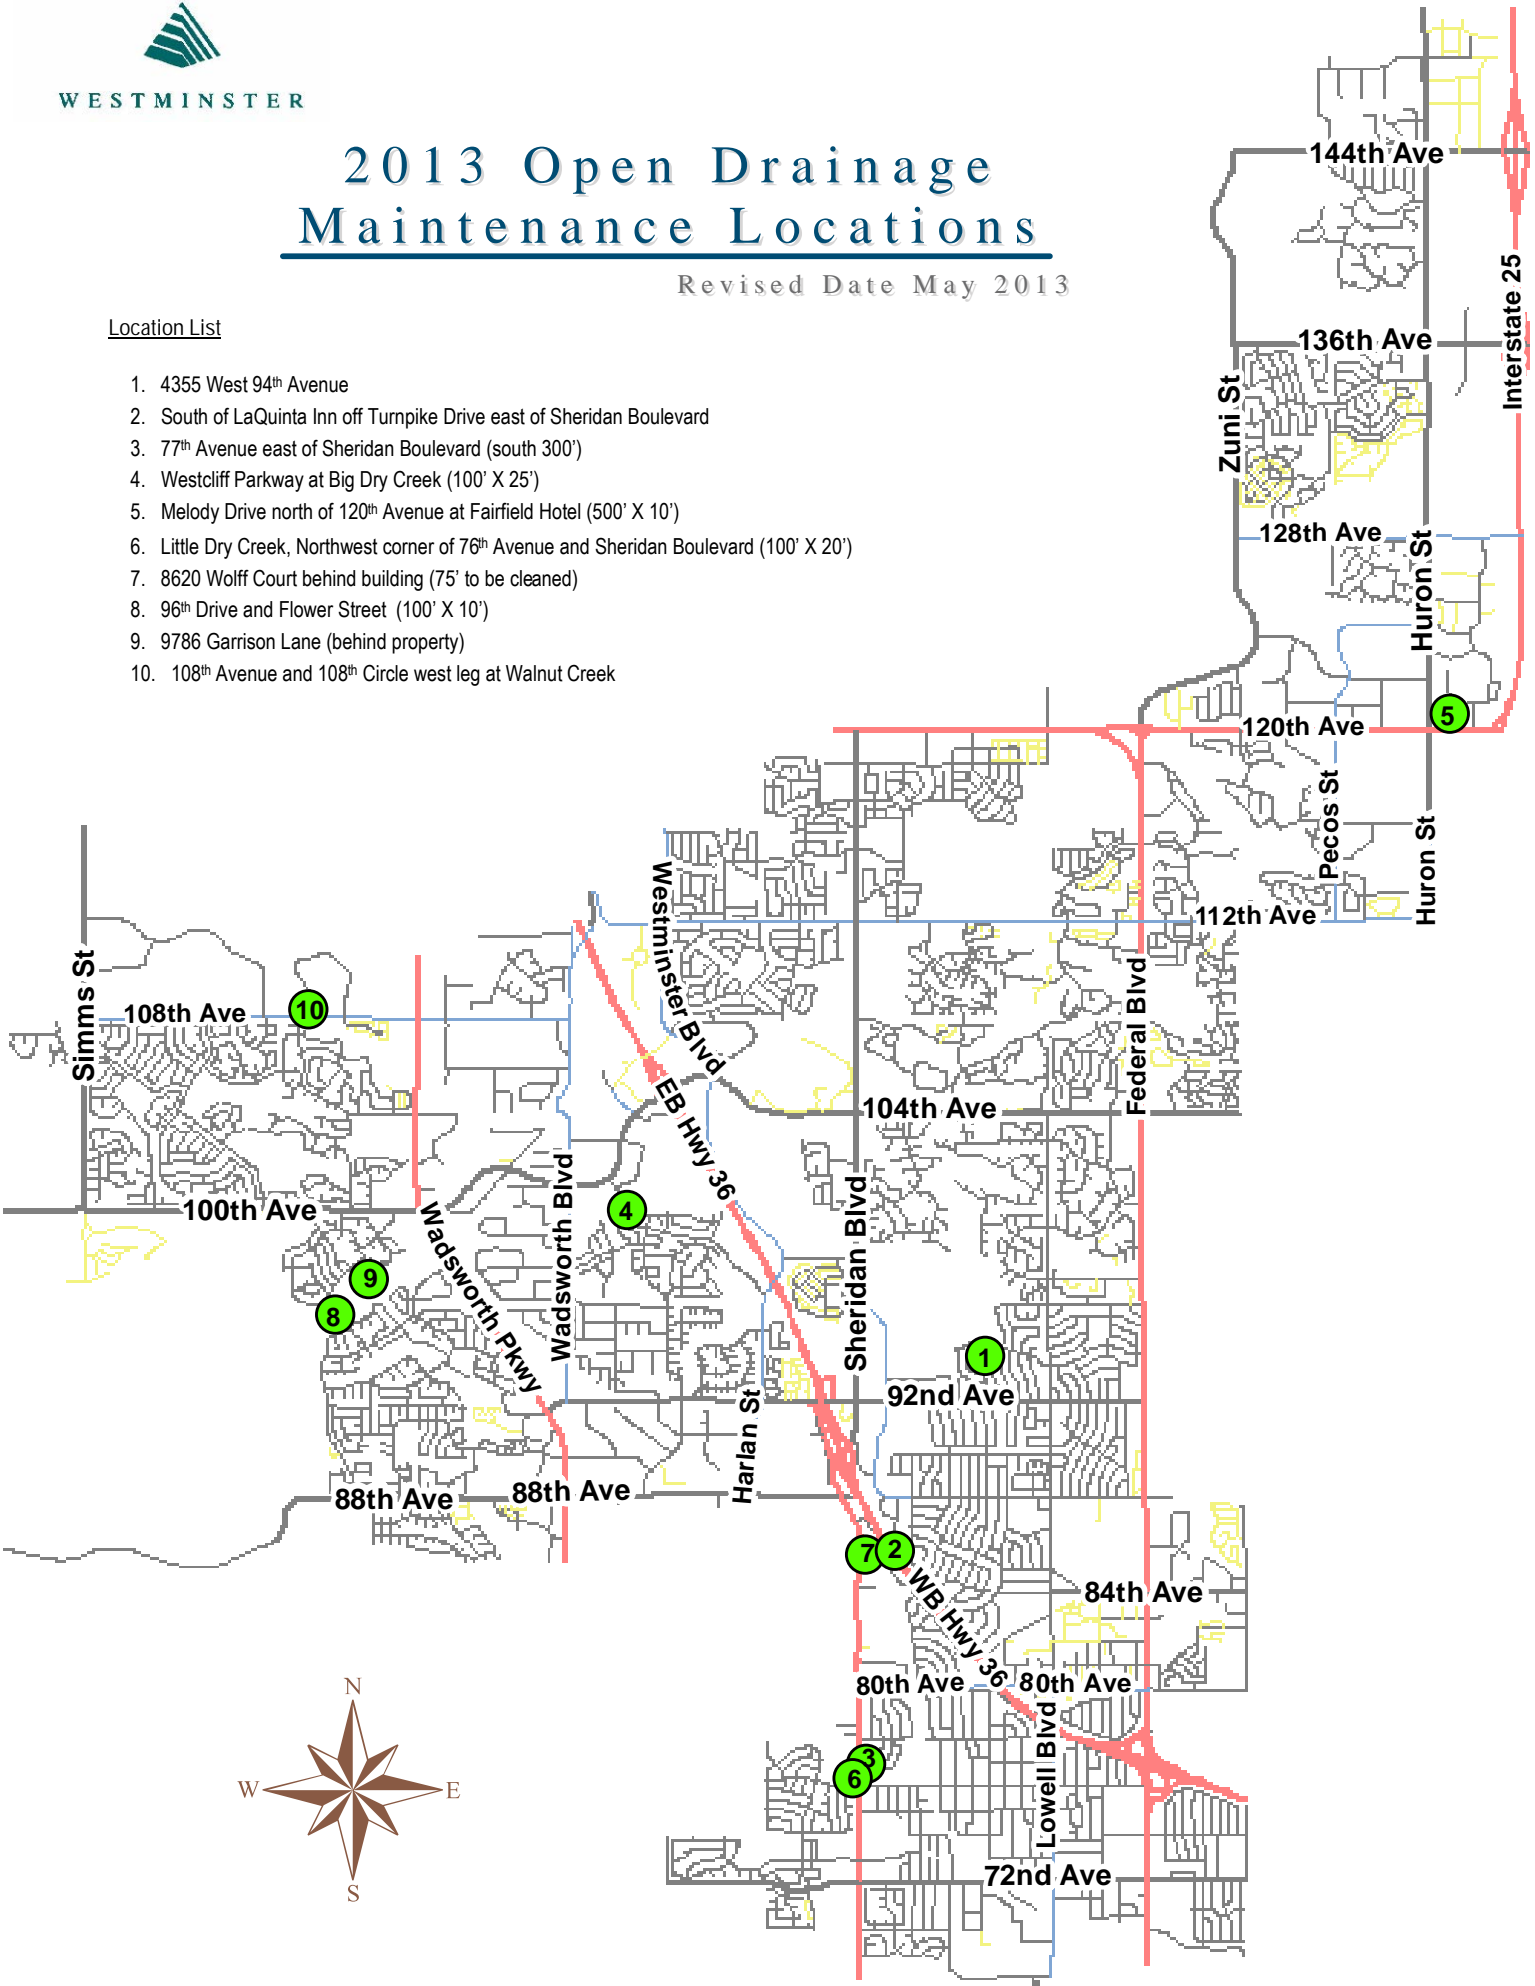 WESTMINSTER
2013 Open Drainage
Maintenance Locations
Revised Date May 2013
Location List
1. 4355 West 94th Avenue
2. South of LaQuinta Inn off Turnpike Drive east of Sheridan Boulevard
3. 77th Avenue east of Sheridan Boulevard (south 300’)
4. Westcliff Parkway at Big Dry Creek (100’ X 25’)
5. Melody Drive north of 120th Avenue at Fairfield Hotel (500’ X 10’)
6. Little Dry Creek, Northwest corner of 76th Avenue and Sheridan Boulevard (100’ X 20’)
7. 8620 Wolff Court behind building (75’ to be cleaned)
8. 96th Drive and Flower Street (100’ X 10’)
9. 9786 Garrison Lane (behind property)
10. 108th Avenue and 108th Circle west leg at Walnut Creek
144th Ave
Interstate 25
136th Ave
Zuni St
128th Ave
Huron St
5
120th Ave
Pecos St
Huron St
Westminster Blvd
112th Ave
Simms St
Federal Blvd
10
108th Ave
EB Hwy 36
104th Ave
Wadsworth Blvd
Sheridan Blvd
100th Ave
4
Wadsworth Pkwy
9
8
1
92nd Ave
Harlan St
88th Ave
88th Ave
7
2
WB Hwy 36
84th Ave
80th Ave
80th Ave
Lowell Blvd
3
6
72nd Ave
N
W
E
S